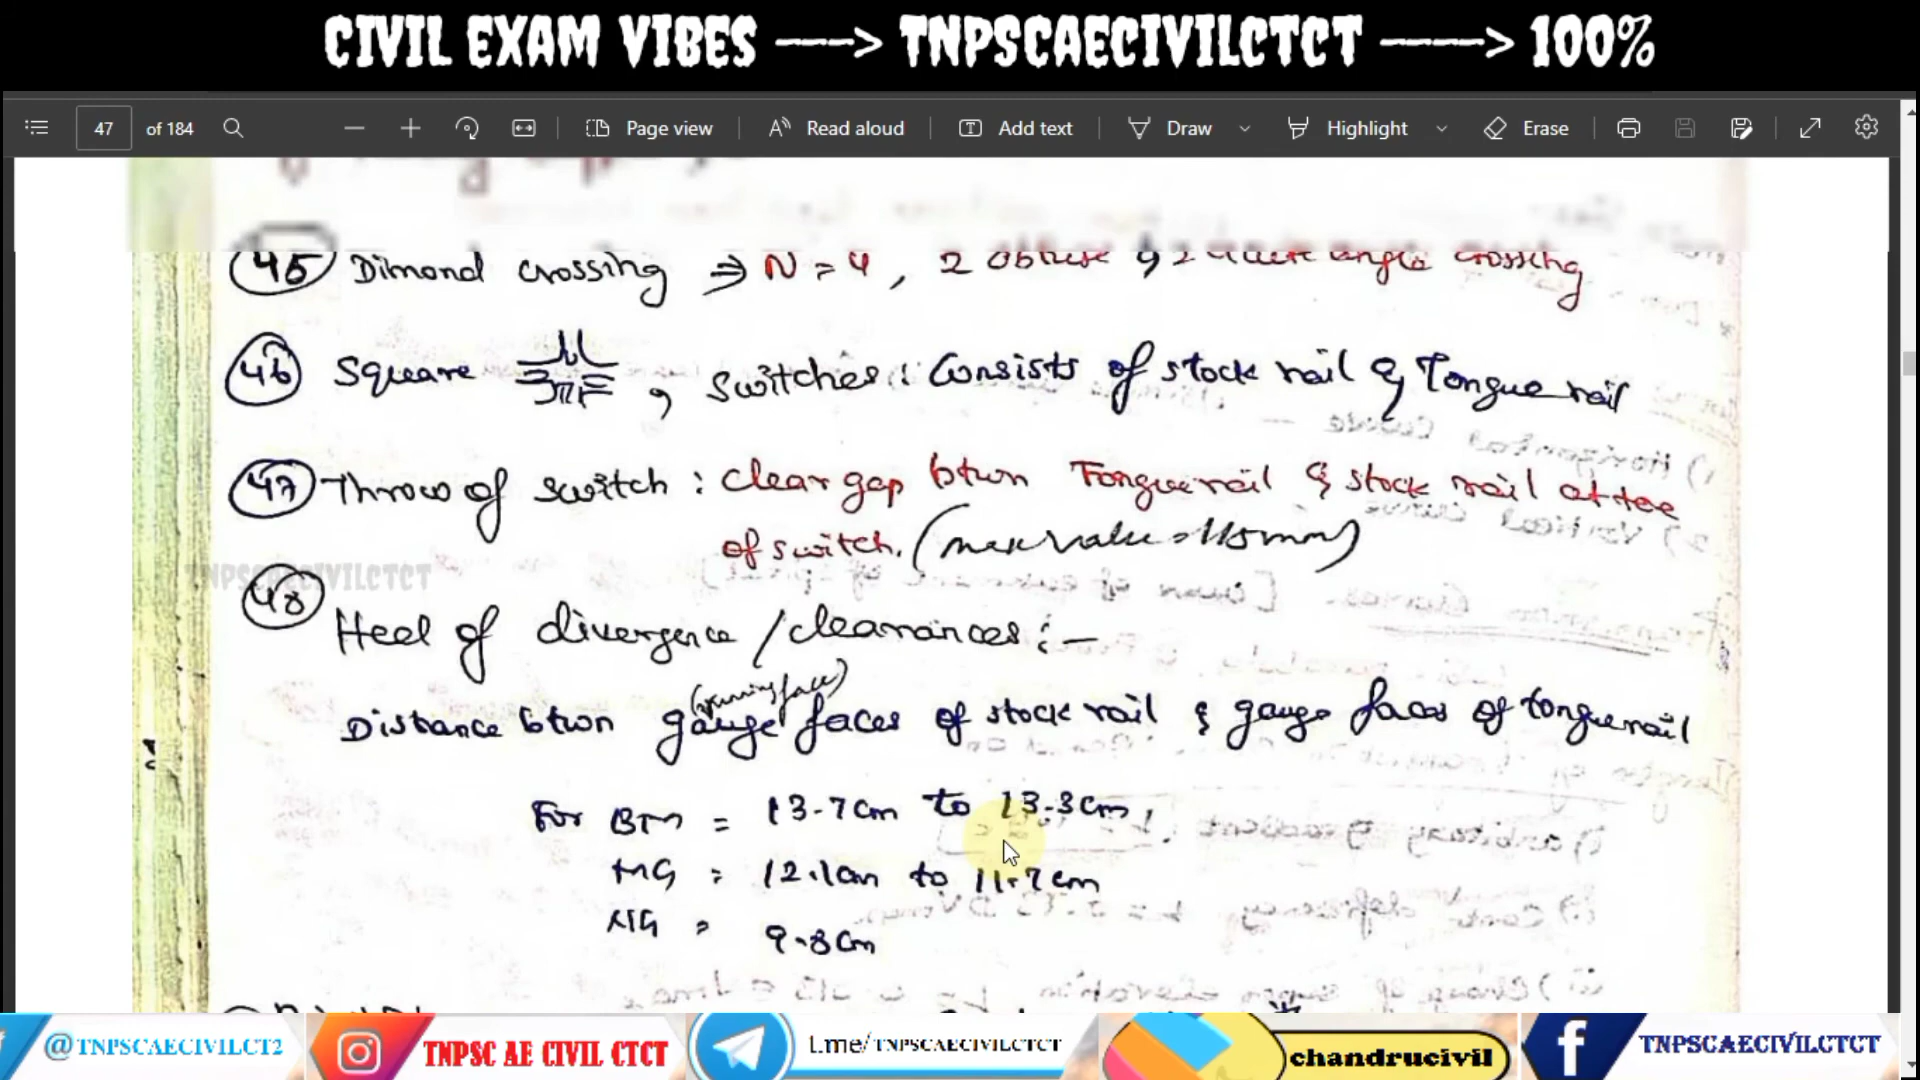 CIVIL EXAM VIBES ---> TNPSCAECIVILCTCT ----> 100%
47 of 184 Page view Read aloud Add text Draw Highlight Erase
45 Dimond crossing ⇒ N = 4, 2 obtuse & 2 acute angle crossing
46 Square , Switches: Consists of stock rail & Tongue rail
47 Throw of switch: clear gap btwn Tongue rail & stock rail at toe
of switch. (max value = 115mm)
TNPSCAECIVILCTCT
48
Heel of divergence / clearances:-
(running face)
Distance btwn gauge faces of stock rail & gauge faces of tongue rail
For BM = 13.7cm to 13.3cm,
MG = 12.1cm to 11.7cm
NG = 9.8cm
@TNPSCAECIVILCT2 TNPSC AE CIVIL CTCT t.me/TNPSCAECIVILCTCT chandrucivil TNPSCAECIVILCTCT